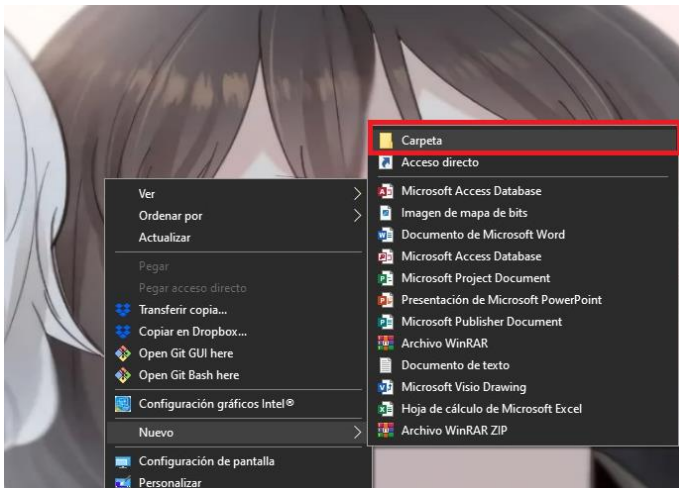 Ver
Ordenar por
Actualizar
Pegar
Pegar acceso directo
Transferir copia...
Copiar en Dropbox...
Open Git GUI here
Open Git Bash here
Configuración gráficos Intel®
Nuevo
Configuración de pantalla
Personalizar
Carpeta
Acceso directo
Microsoft Access Database
Imagen de mapa de bits
Documento de Microsoft Word
Microsoft Access Database
Microsoft Project Document
Presentación de Microsoft PowerPoint
Microsoft Publisher Document
Archivo WinRAR
Documento de texto
Microsoft Visio Drawing
Hoja de cálculo de Microsoft Excel
Archivo WinRAR ZIP